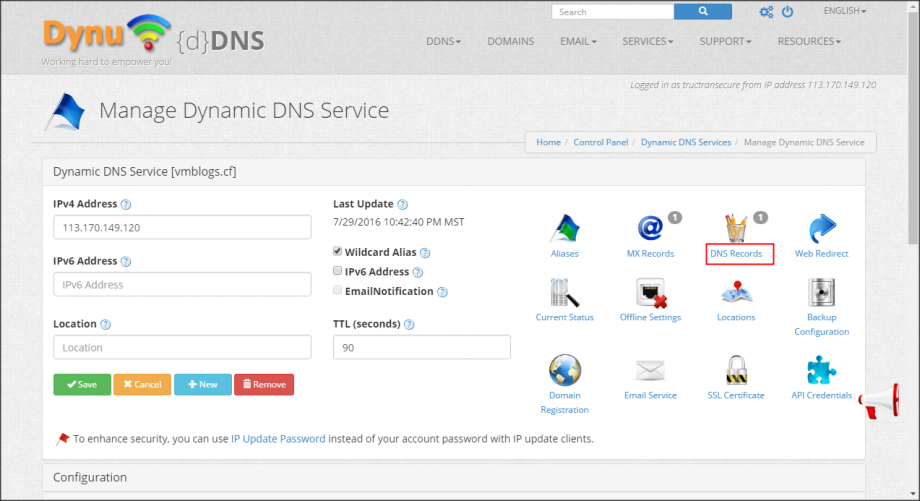 Search
ENGLISH
Dynu {d}DNS
Working hard to empower you!
DDNS DOMAINS EMAIL SERVICES SUPPORT RESOURCES
Logged in as tructransecure from IP address 113.170.149.120
Manage Dynamic DNS Service
Home / Control Panel / Dynamic DNS Services / Manage Dynamic DNS Service
Dynamic DNS Service [vmblogs.cf]
IPv4 Address ?
113.170.149.120
IPv6 Address ?
IPv6 Address
Location ?
Location
Save Cancel New Remove
Last Update ?
7/29/2016 10:42:40 PM MST
Wildcard Alias ?
IPv6 Address ?
EmailNotification ?
TTL (seconds) ?
90
1 1
Aliases MX Records DNS Records Web Redirect
Current Status Offline Settings Locations Backup
Configuration
Domain Email Service SSL Certificate API Credentials
Registration
To enhance security, you can use IP Update Password instead of your account password with IP update clients.
Configuration